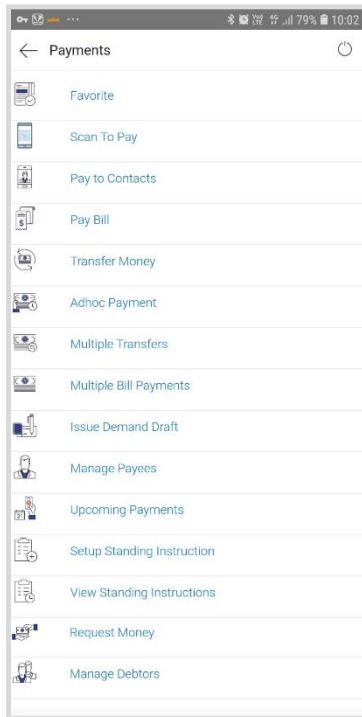 79% 10:02
Payments
Favorite
Scan To Pay
Pay to Contacts
Pay Bill
Transfer Money
Adhoc Payment
Multiple Transfers
Multiple Bill Payments
Issue Demand Draft
Manage Payees
Upcoming Payments
Setup Standing Instruction
View Standing Instructions
Request Money
Manage Debtors